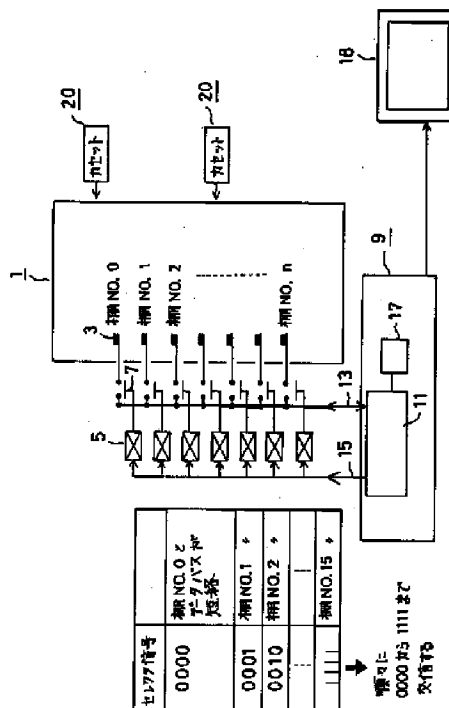 セレクト信号
0000
棚NO.0と
データバスが
短絡
0001
棚NO.1 〃
0010
棚NO.2 〃
1111
棚NO.15 〃
順々に
0000から1111まで
交信する
1
3
棚NO.0
棚NO.1
棚NO.2
棚NO.n
5
7
13
15
9
11
17
18
20
カセット
20
カセット